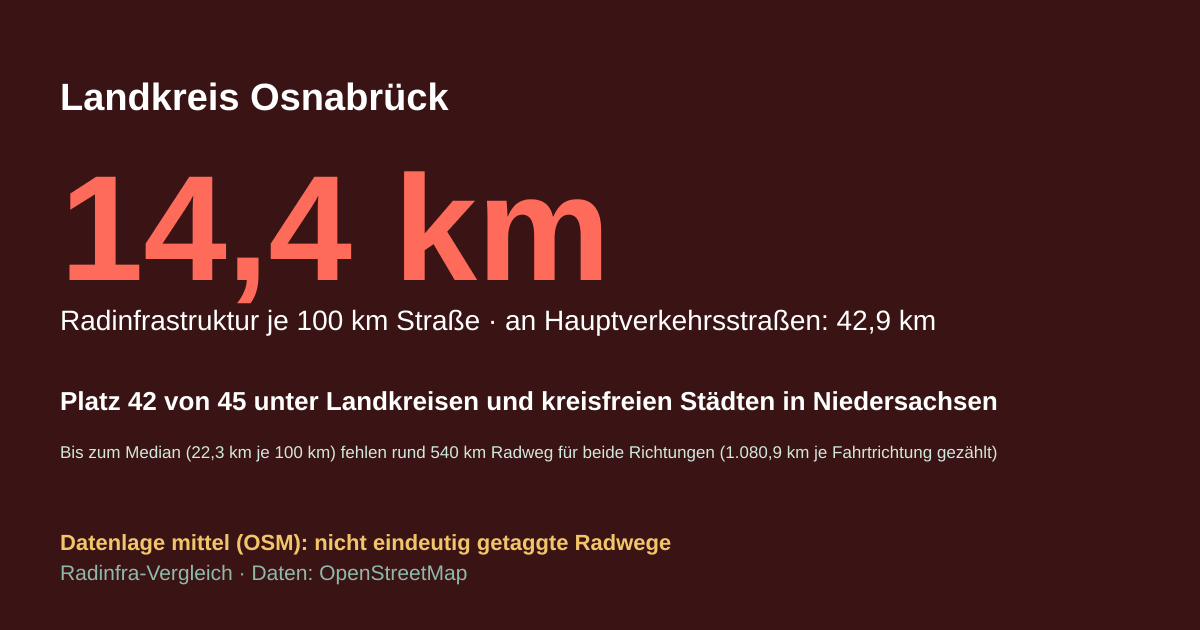 Landkreis Osnabrück
14,4 km
Radinfrastruktur je 100 km Straße · an Hauptverkehrsstraßen: 42,9 km
Platz 42 von 45 unter Landkreisen und kreisfreien Städten in Niedersachsen
Bis zum Median (22,3 km je 100 km) fehlen rund 540 km Radweg für beide Richtungen (1.080,9 km je Fahrtrichtung gezählt)
Datenlage mittel (OSM): nicht eindeutig getaggte Radwege
Radinfra-Vergleich · Daten: OpenStreetMap